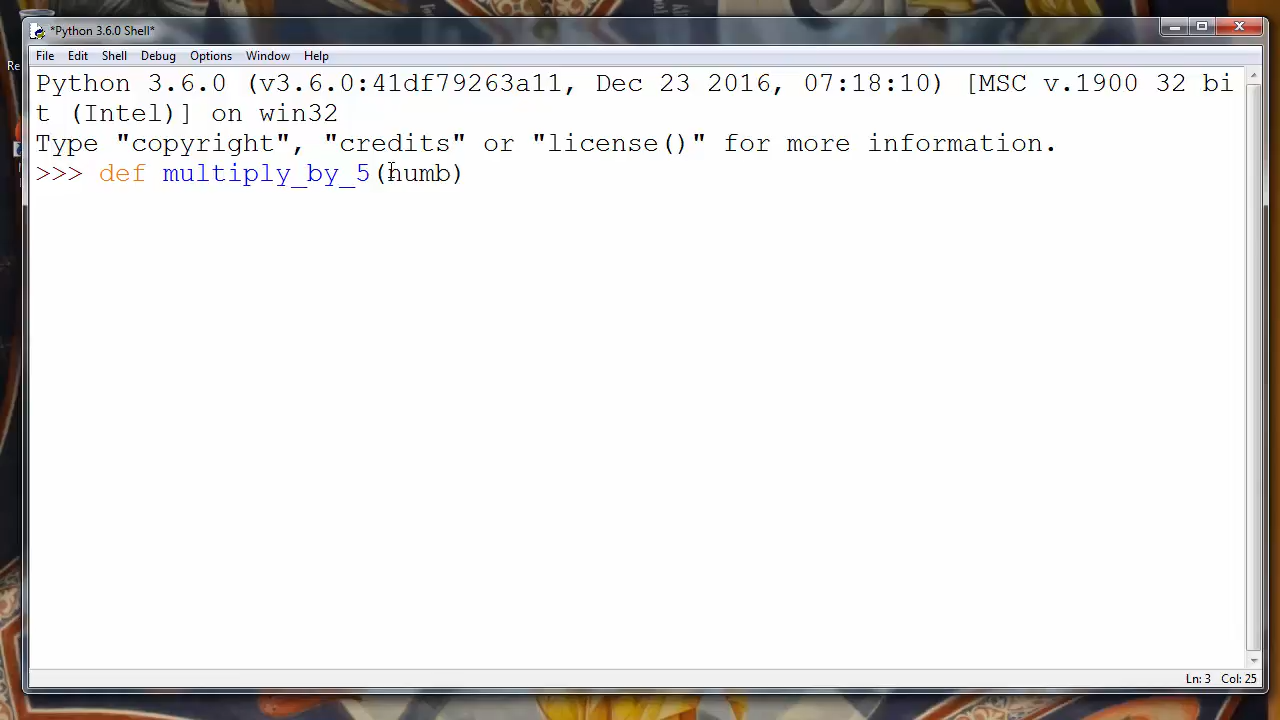 *Python 3.6.0 Shell*
File Edit Shell Debug Options Window Help
Python 3.6.0 (v3.6.0:41df79263a11, Dec 23 2016, 07:18:10) [MSC v.1900 32 bi
t (Intel)] on win32
Type "copyright", "credits" or "license()" for more information.
>>> def multiply_by_5(numb)
Re
Ln: 3 Col: 25